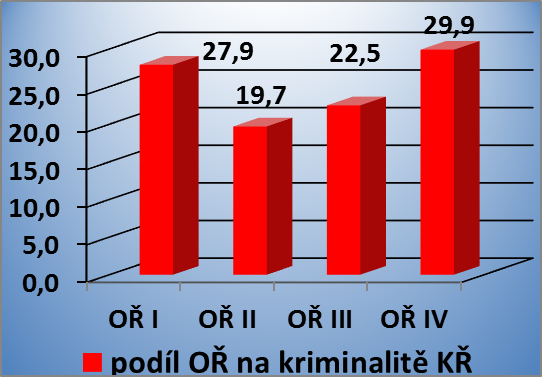 30,0
25,0
20,0
15,0
10,0
5,0
0,0
27,9
19,7
22,5
29,9
OŘ I
OŘ II
OŘ III
OŘ IV
podíl OŘ na kriminalitě KŘ